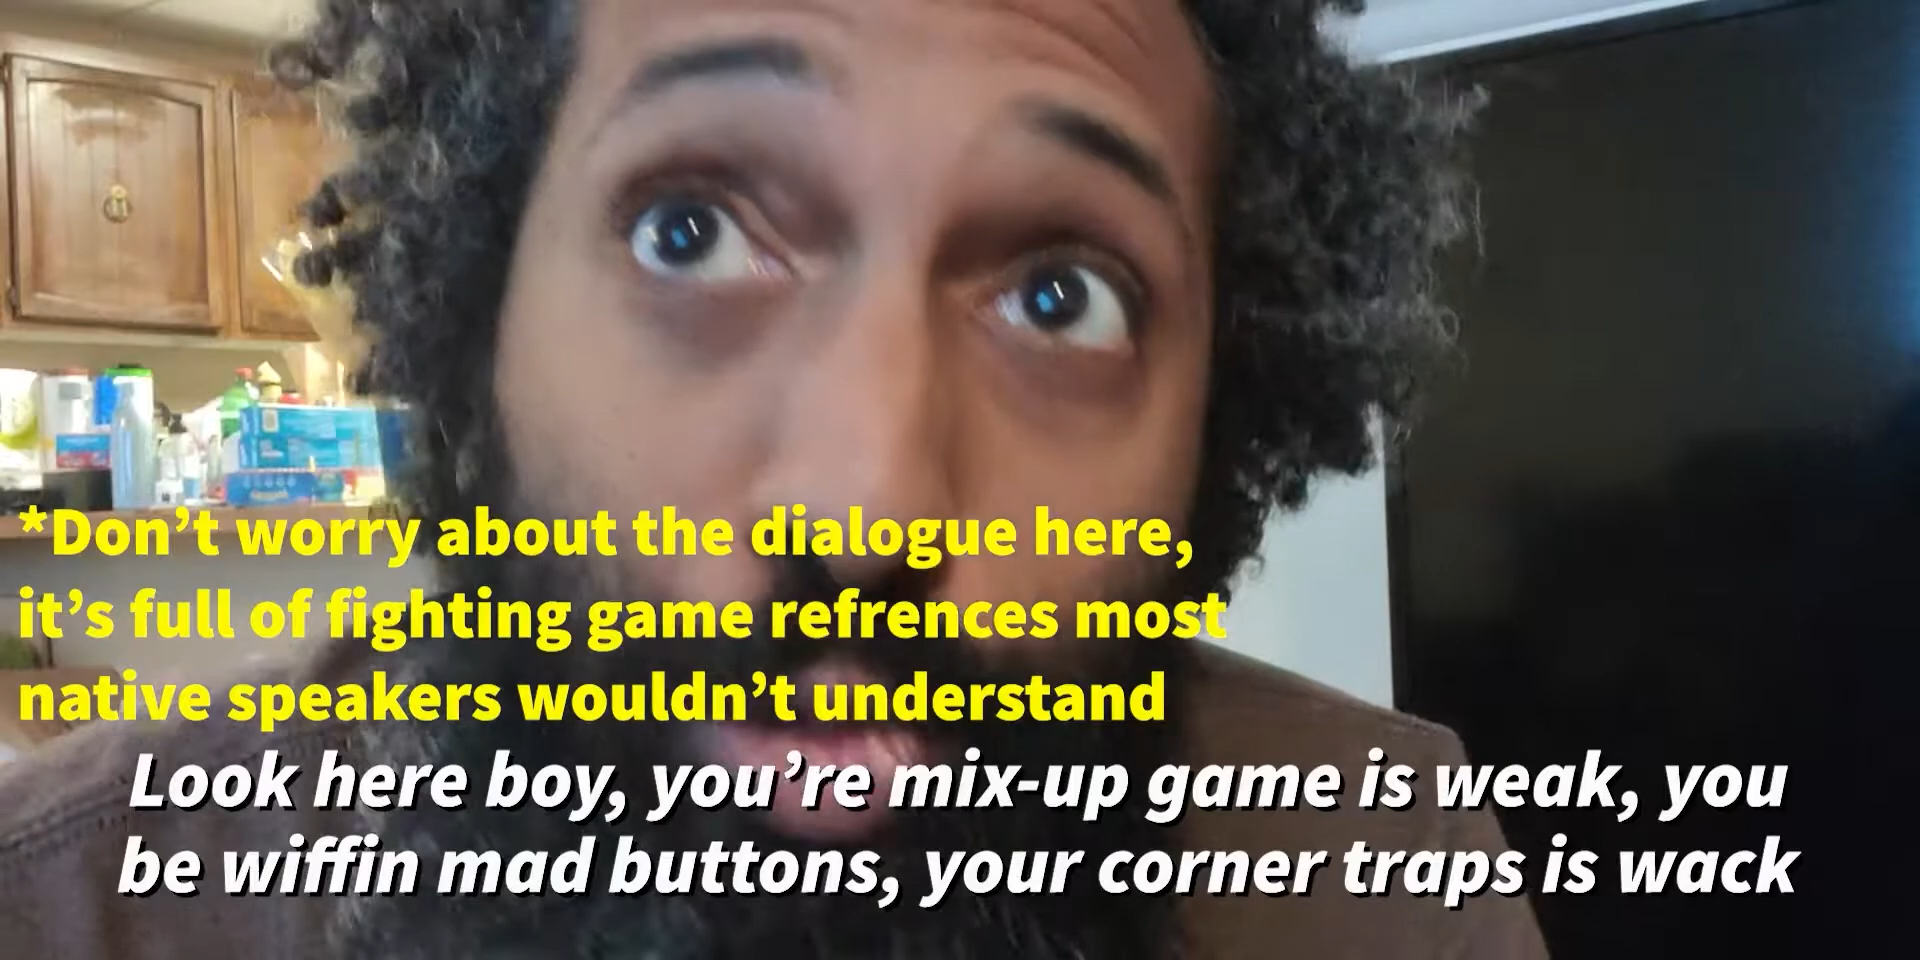 *Don’t worry about the dialogue here,
it’s full of fighting game refrences most
native speakers wouldn’t understand
Look here boy, you’re mix-up game is weak, you
be wiffin mad buttons, your corner traps is wack